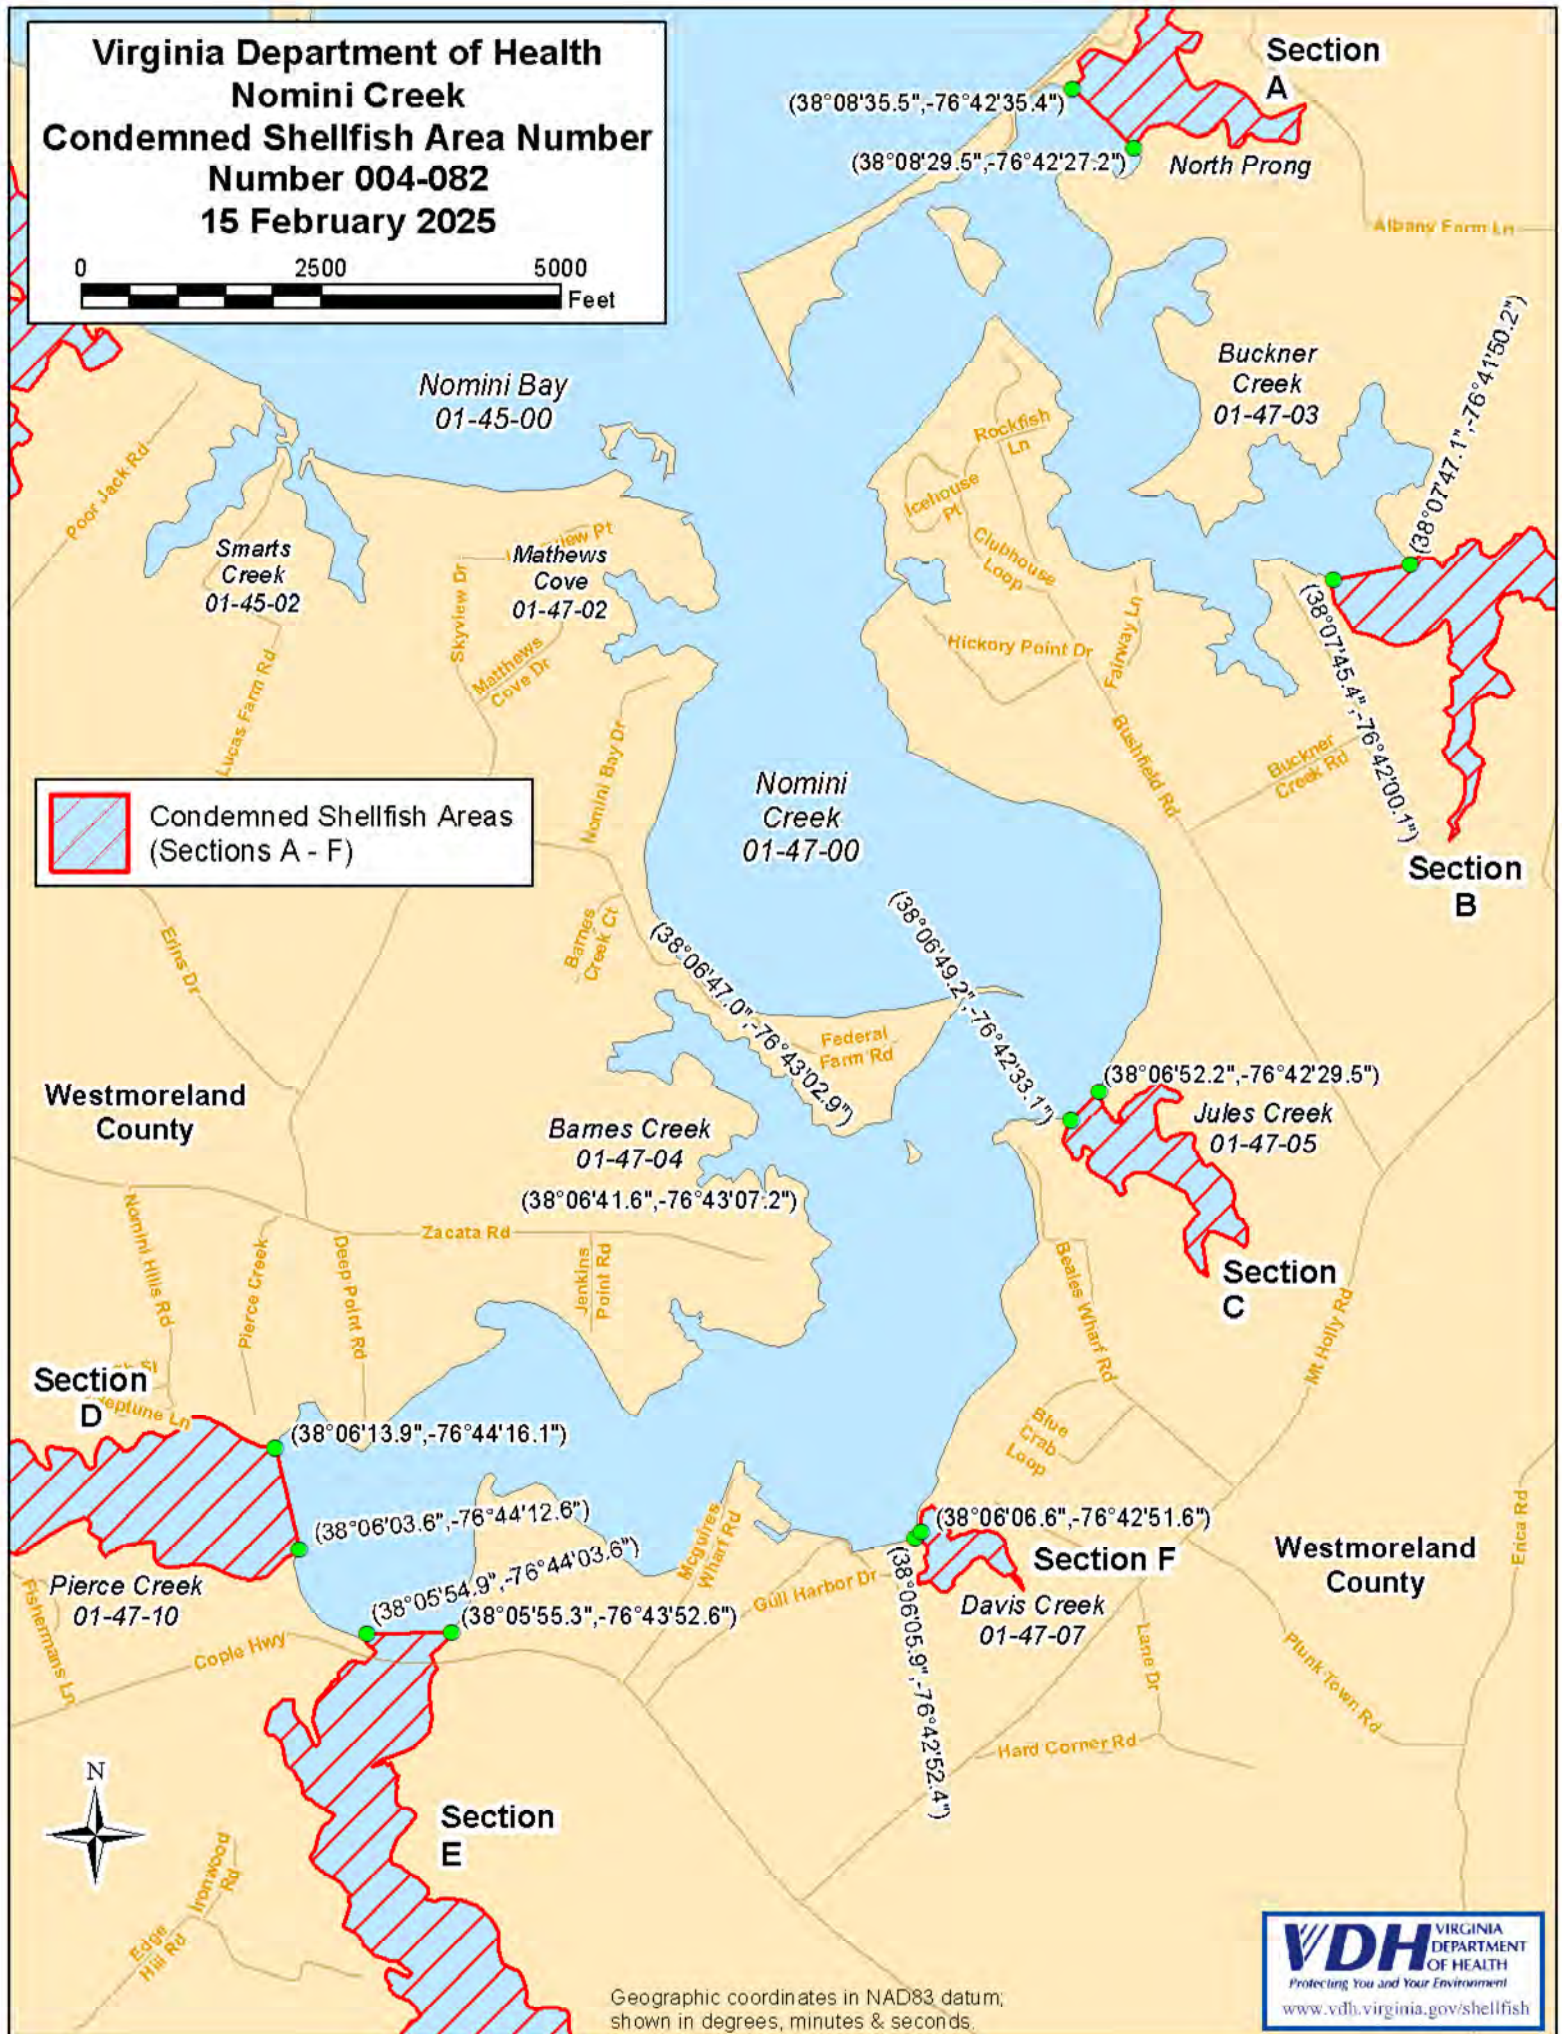 Virginia Department of Health
Nomini Creek
Condemned Shellfish Area Number
Number 004-082
15 February 2025
0 2500 5000
Feet
Section
A
(38°08'35.5",-76°42'35.4")
(38°08'29.5",-76°42'27.2")
North Prong
Albany Farm Ln
Nomini Bay
01-45-00
Buckner
Creek
01-47-03
(38°07'47.1",-76°41'50.2")
Rockfish
Ln
Icehouse
Pt
Clubhouse
Loop
Poor Jack Rd
Smarts
Creek
01-45-02
Mathews
Cove
01-47-02
iew Pt
Skyview Dr
Matthews
Cove Dr
Hickory Point Dr
Fairway Ln
(38°07'45.4",-76°42'00.1")
Lucas Farm Rd
Nomini Bay Dr
Bushfield Rd
Buckner
Creek Rd
Nomini
Creek
01-47-00
Condemned Shellfish Areas
(Sections A - F)
Section
B
Barnes
Creek Ct
Erins Dr
(38°06'47.0",-76°43'02.9")
(38°06'49.2",-76°42'33.1")
Federal
Farm Rd
(38°06'52.2",-76°42'29.5")
Jules Creek
01-47-05
Westmoreland
County
Barnes Creek
01-47-04
(38°06'41.6",-76°43'07.2")
Nomini Hills Rd
Pierce Creek
Deep Point Rd
Zacata Rd
Jenkins
Point Rd
Beales Wharf Rd
Section
C
Mt Holly Rd
Section
D
eptune Ln
(38°06'13.9",-76°44'16.1")
Blue
Crab
Loop
(38°06'03.6",-76°44'12.6")
(38°05'54.9",-76°44'03.6")
(38°05'55.3",-76°43'52.6")
Mcguires
Wharf Rd
Gull Harbor Dr
(38°06'06.6",-76°42'51.6")
Section F
(38°06'05.9",-76°42'52.4")
Davis Creek
01-47-07
Westmoreland
County
Erica Rd
Pierce Creek
01-47-10
Fishermans Ln
Cople Hwy
Lane Dr
Plunk Town Rd
Hard Corner Rd
N
Section
E
Ironwood
Rd
Edge
Hill Rd
Geographic coordinates in NAD83 datum;
shown in degrees, minutes & seconds.
VDH VIRGINIA
DEPARTMENT
OF HEALTH
Protecting You and Your Environment
www.vdh.virginia.gov/shellfish